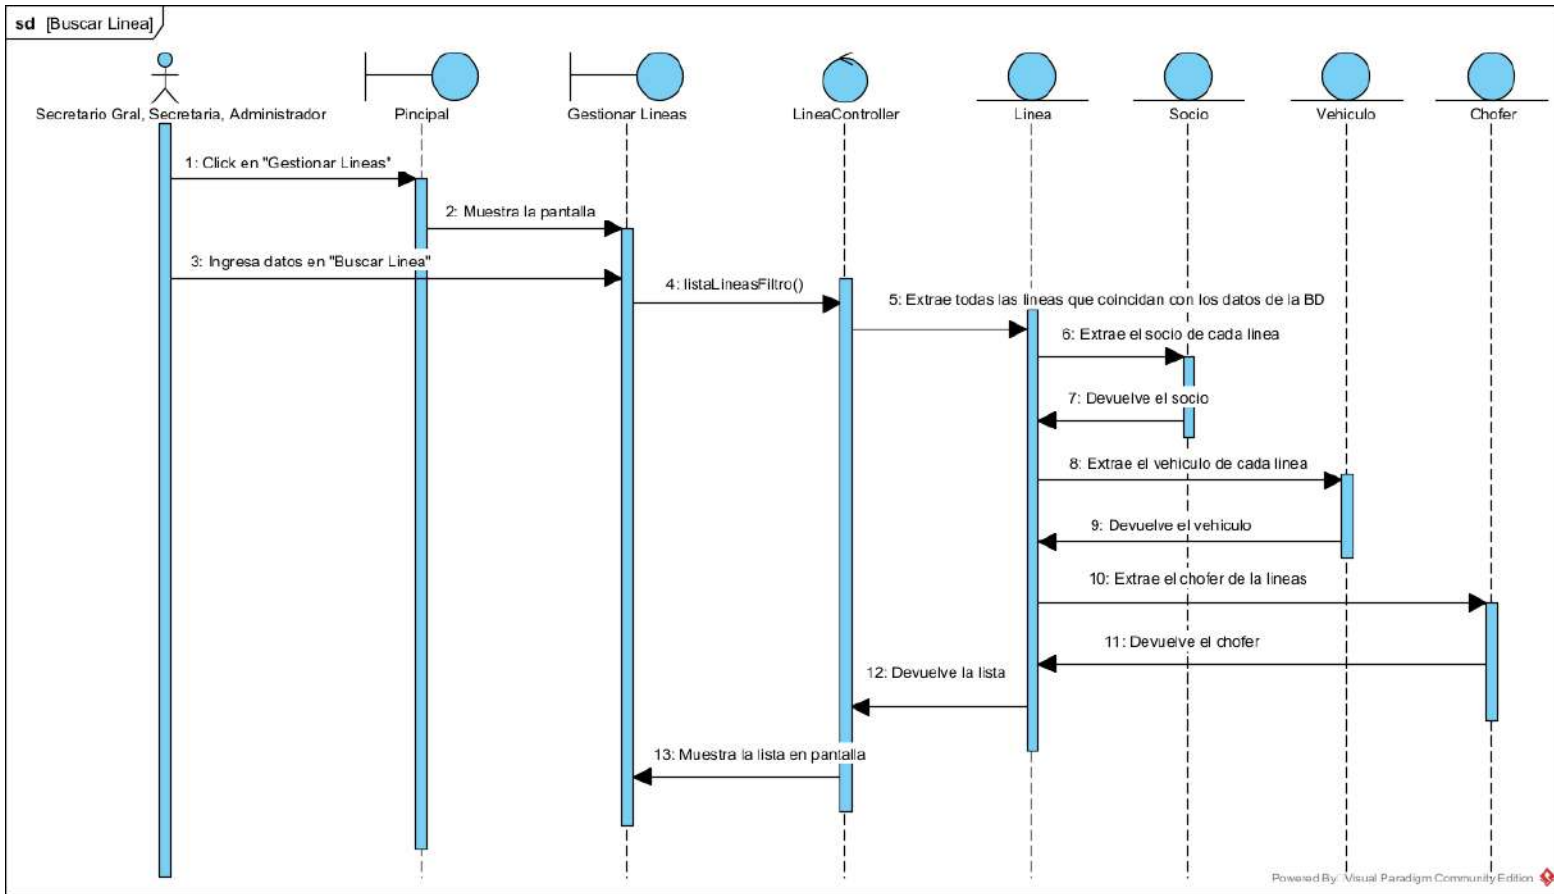 sd [Buscar Linea]
Secretario Gral, Secretaria, Administrador
Pincipal
Gestionar Lineas
LineaController
Linea
Socio
Vehiculo
Chofer
1: Click en "Gestionar Lineas"
2: Muestra la pantalla
3: Ingresa datos en "Buscar Linea"
4: listaLineasFiltro()
5: Extrae todas las lineas que coincidan con los datos de la BD
6: Extrae el socio de cada linea
7: Devuelve el socio
8: Extrae el vehiculo de cada linea
9: Devuelve el vehiculo
10: Extrae el chofer de la lineas
11: Devuelve el chofer
12: Devuelve la lista
13: Muestra la lista en pantalla
Powered By Visual Paradigm Community Edition